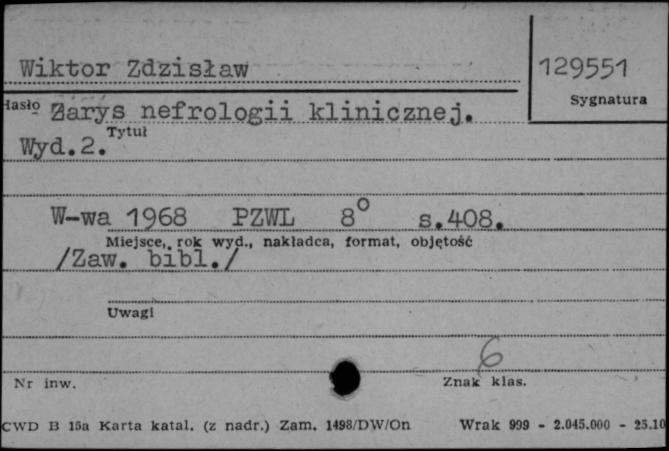 Wiktor Zdzisław
129551
Sygnatura
Hasło
Zarys nefrologii klinicznej.
Tytuł
Wyd.2.
W-wa 1968 PZWL 8° s.408.
Miejsce, rok wyd., nakładca, format, objętość
/Zaw. bibl./
Uwagi
6
Nr inw.
Znak klas.
CWD B 15a Karta katal. (z nadr.) Zam. 1498/DW/On Wrak 999 - 2.045.000 - 25.10